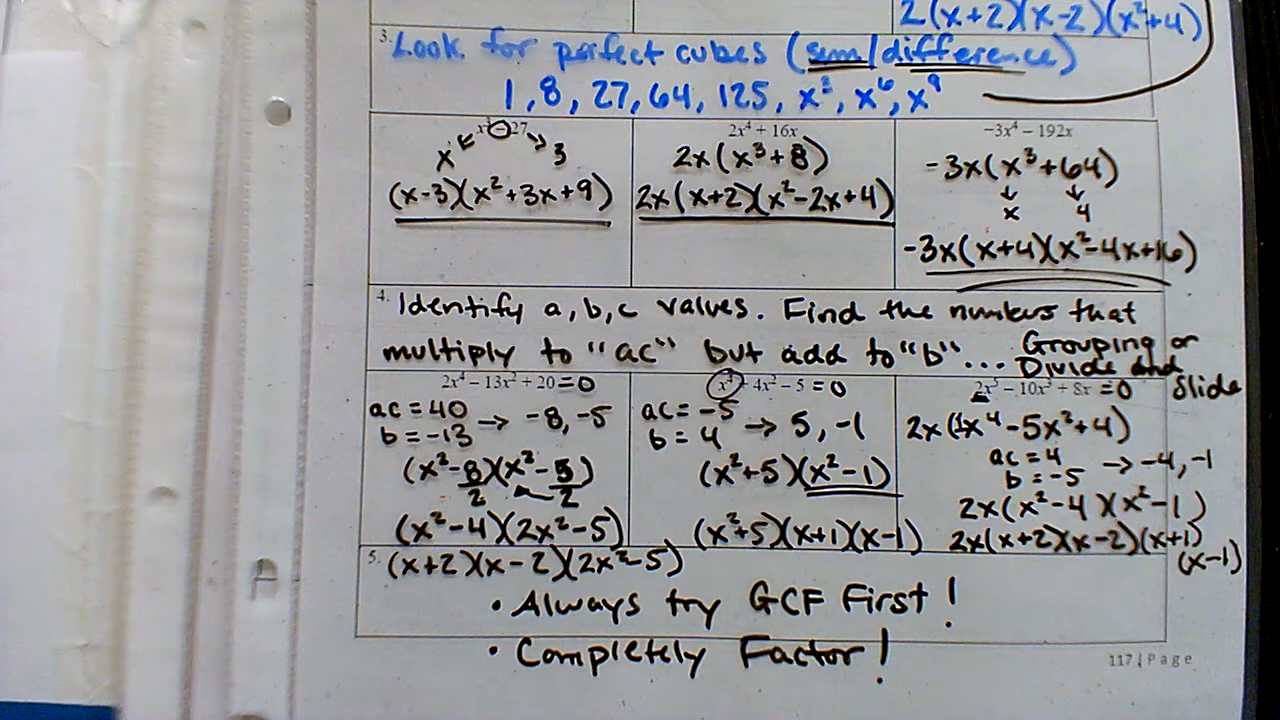 2(x+2)(x-2)(x²+4)
3. Look for perfect cubes (sum/difference)
1, 8, 27, 64, 125, x³, x⁶, x⁹
x³ – 27
x 3
(x-3)(x²+3x+9)
2x⁴ + 16x
2x(x³+8)
2x(x+2)(x²-2x+4)
–3x⁴ – 192x
-3x(x³+64)
x 4
-3x(x+4)(x²-4x+16)
4. Identify a, b, c values. Find the numbers that
multiply to "ac" but add to "b"... Grouping or
Divide and
Slide
2x⁴ – 13x² + 20 = 0
ac = 40
b = -13 → -8, -5
(x²-8/2)(x²-5/2)
(x²-4)(2x²-5)
(x+2)(x-2)(2x²-5)
x⁴ + 4x² – 5 = 0
ac = -5
b = 4 → 5, -1
(x²+5)(x²-1)
(x²+5)(x+1)(x-1)
2x⁵ – 10x³ + 8x = 0
2x(1x⁴-5x²+4)
ac = 4
b = -5 → -4, -1
2x(x²-4)(x²-1)
2x(x+2)(x-2)(x+1)
(x-1)
5.
• Always try GCF First!
• Completely Factor!
117 | Page